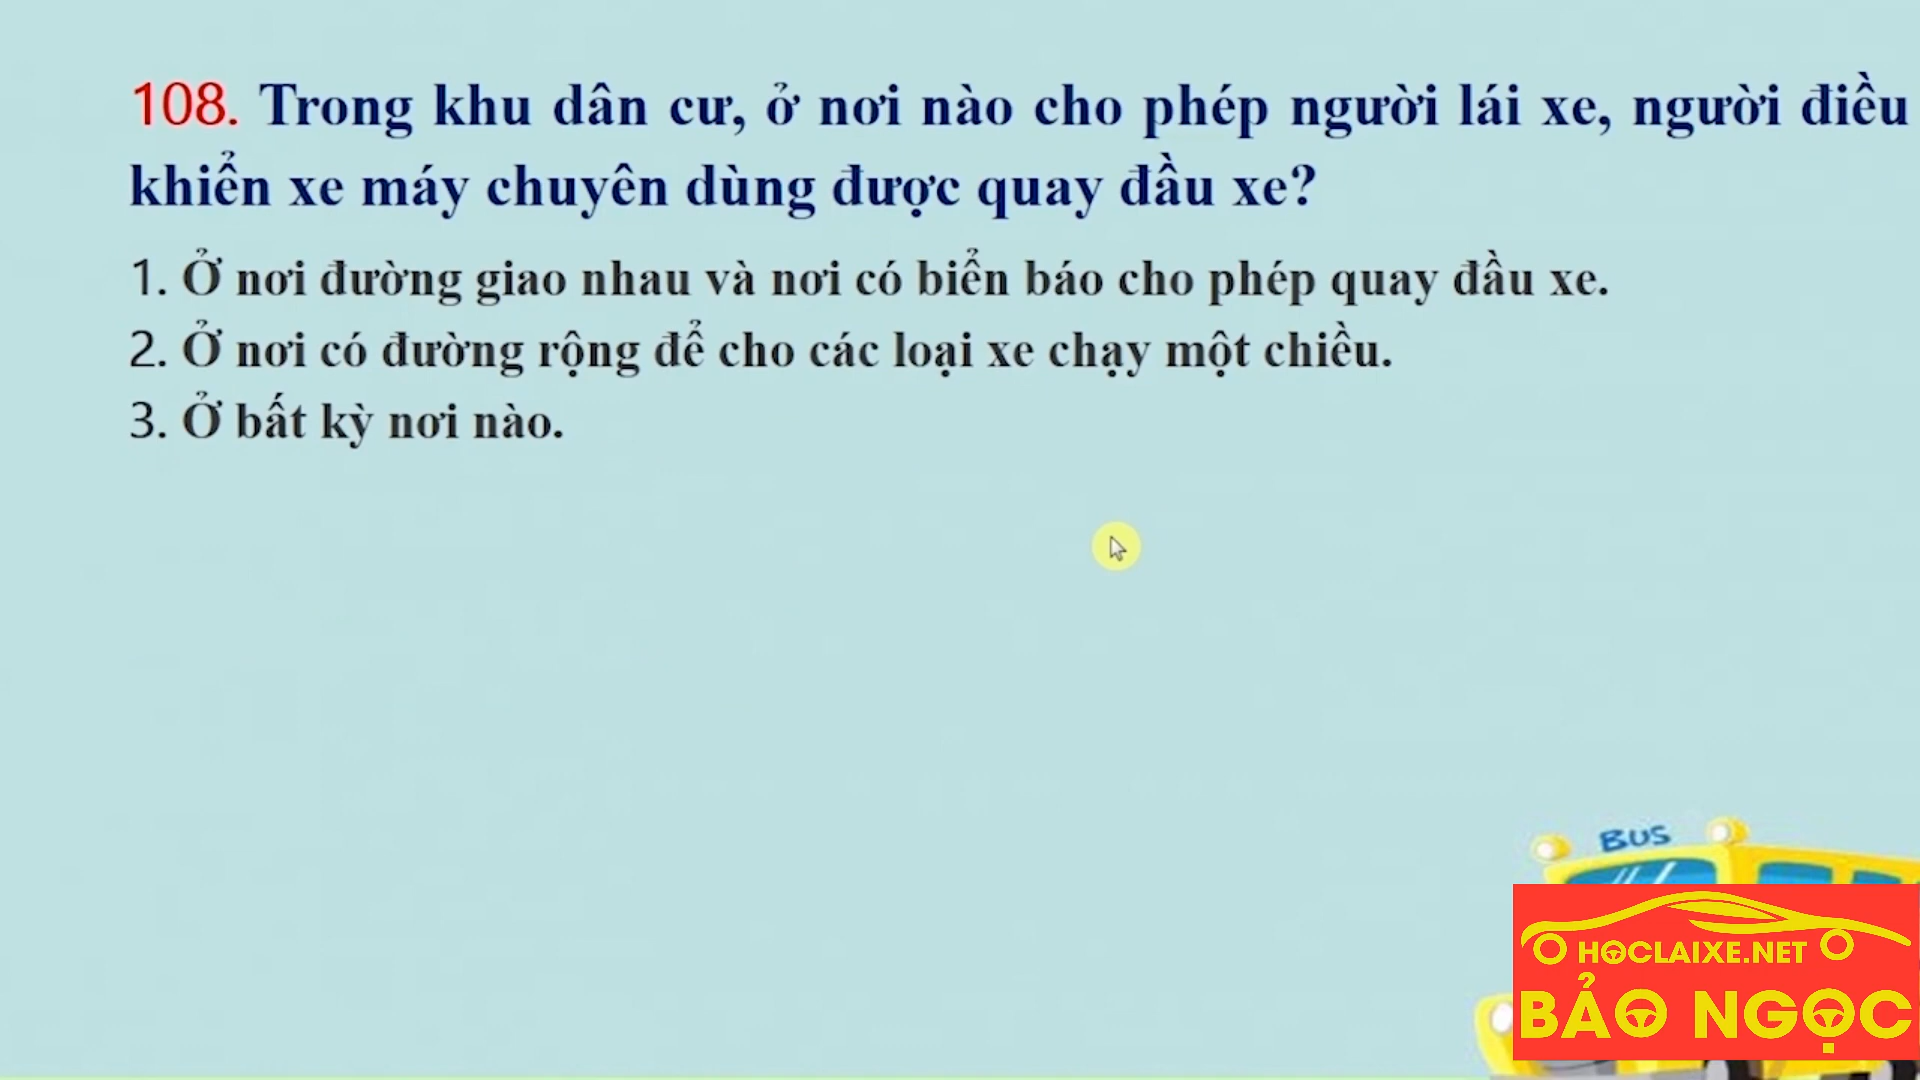 108. Trong khu dân cư, ở nơi nào cho phép người lái xe, người điều
khiển xe máy chuyên dùng được quay đầu xe?
1. Ở nơi đường giao nhau và nơi có biển báo cho phép quay đầu xe.
2. Ở nơi có đường rộng để cho các loại xe chạy một chiều.
3. Ở bất kỳ nơi nào.
BUS
HOCLAIXE.NET
BẢO NGỌC